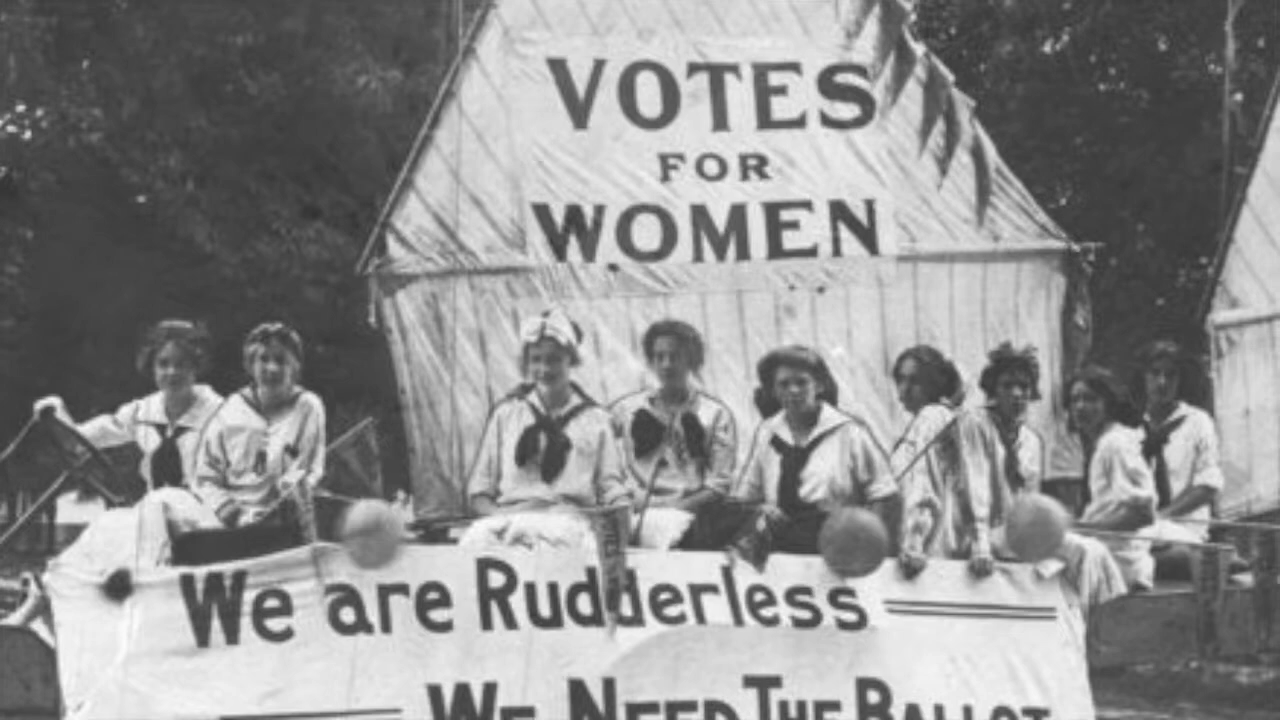 VOTES
FOR
WOMEN
We are Rudderless
WE NEED THE BALLOT